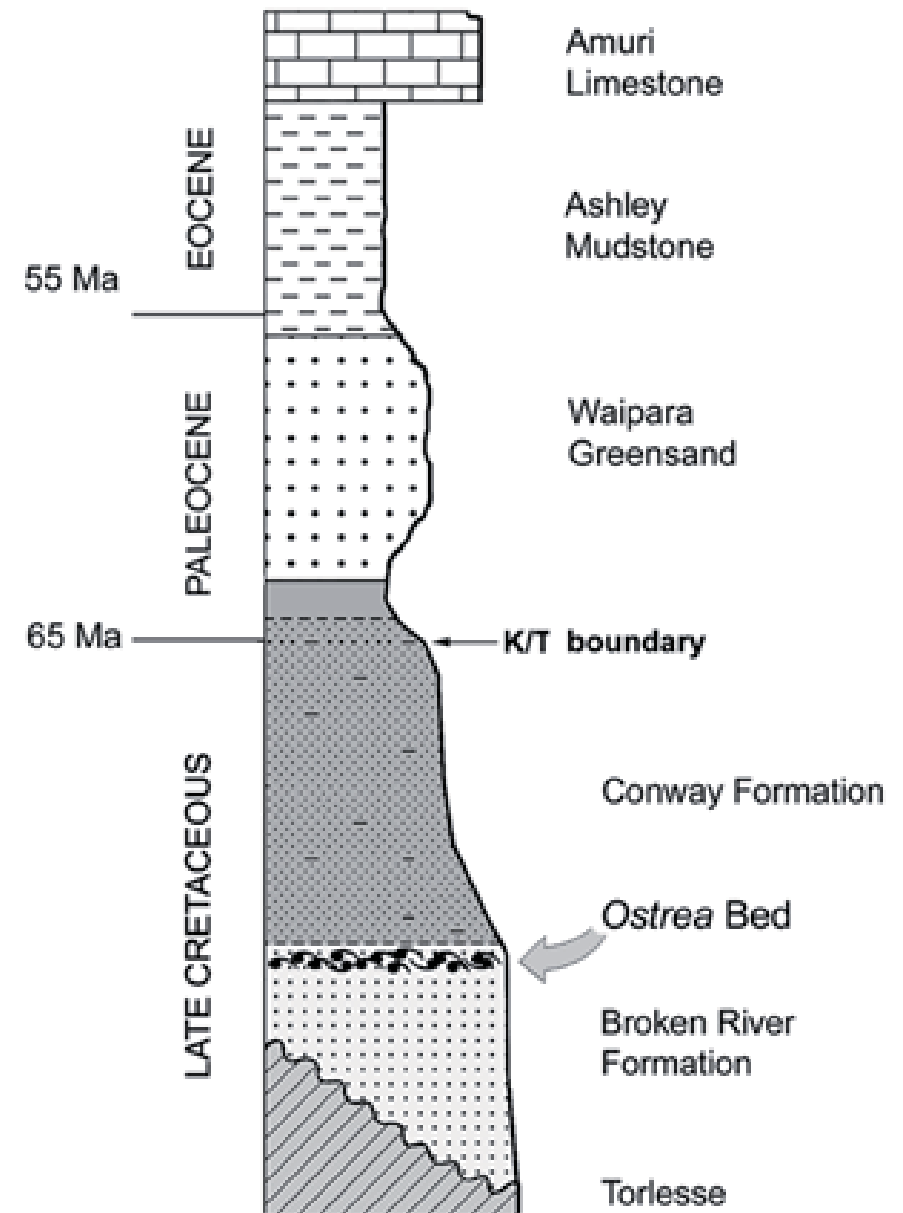 Amuri
Limestone
EOCENE
Ashley
Mudstone
55 Ma
PALEOCENE
Waipara
Greensand
65 Ma
K/T boundary
LATE CRETACEOUS
Conway Formation
Ostrea Bed
Broken River
Formation
Torlesse